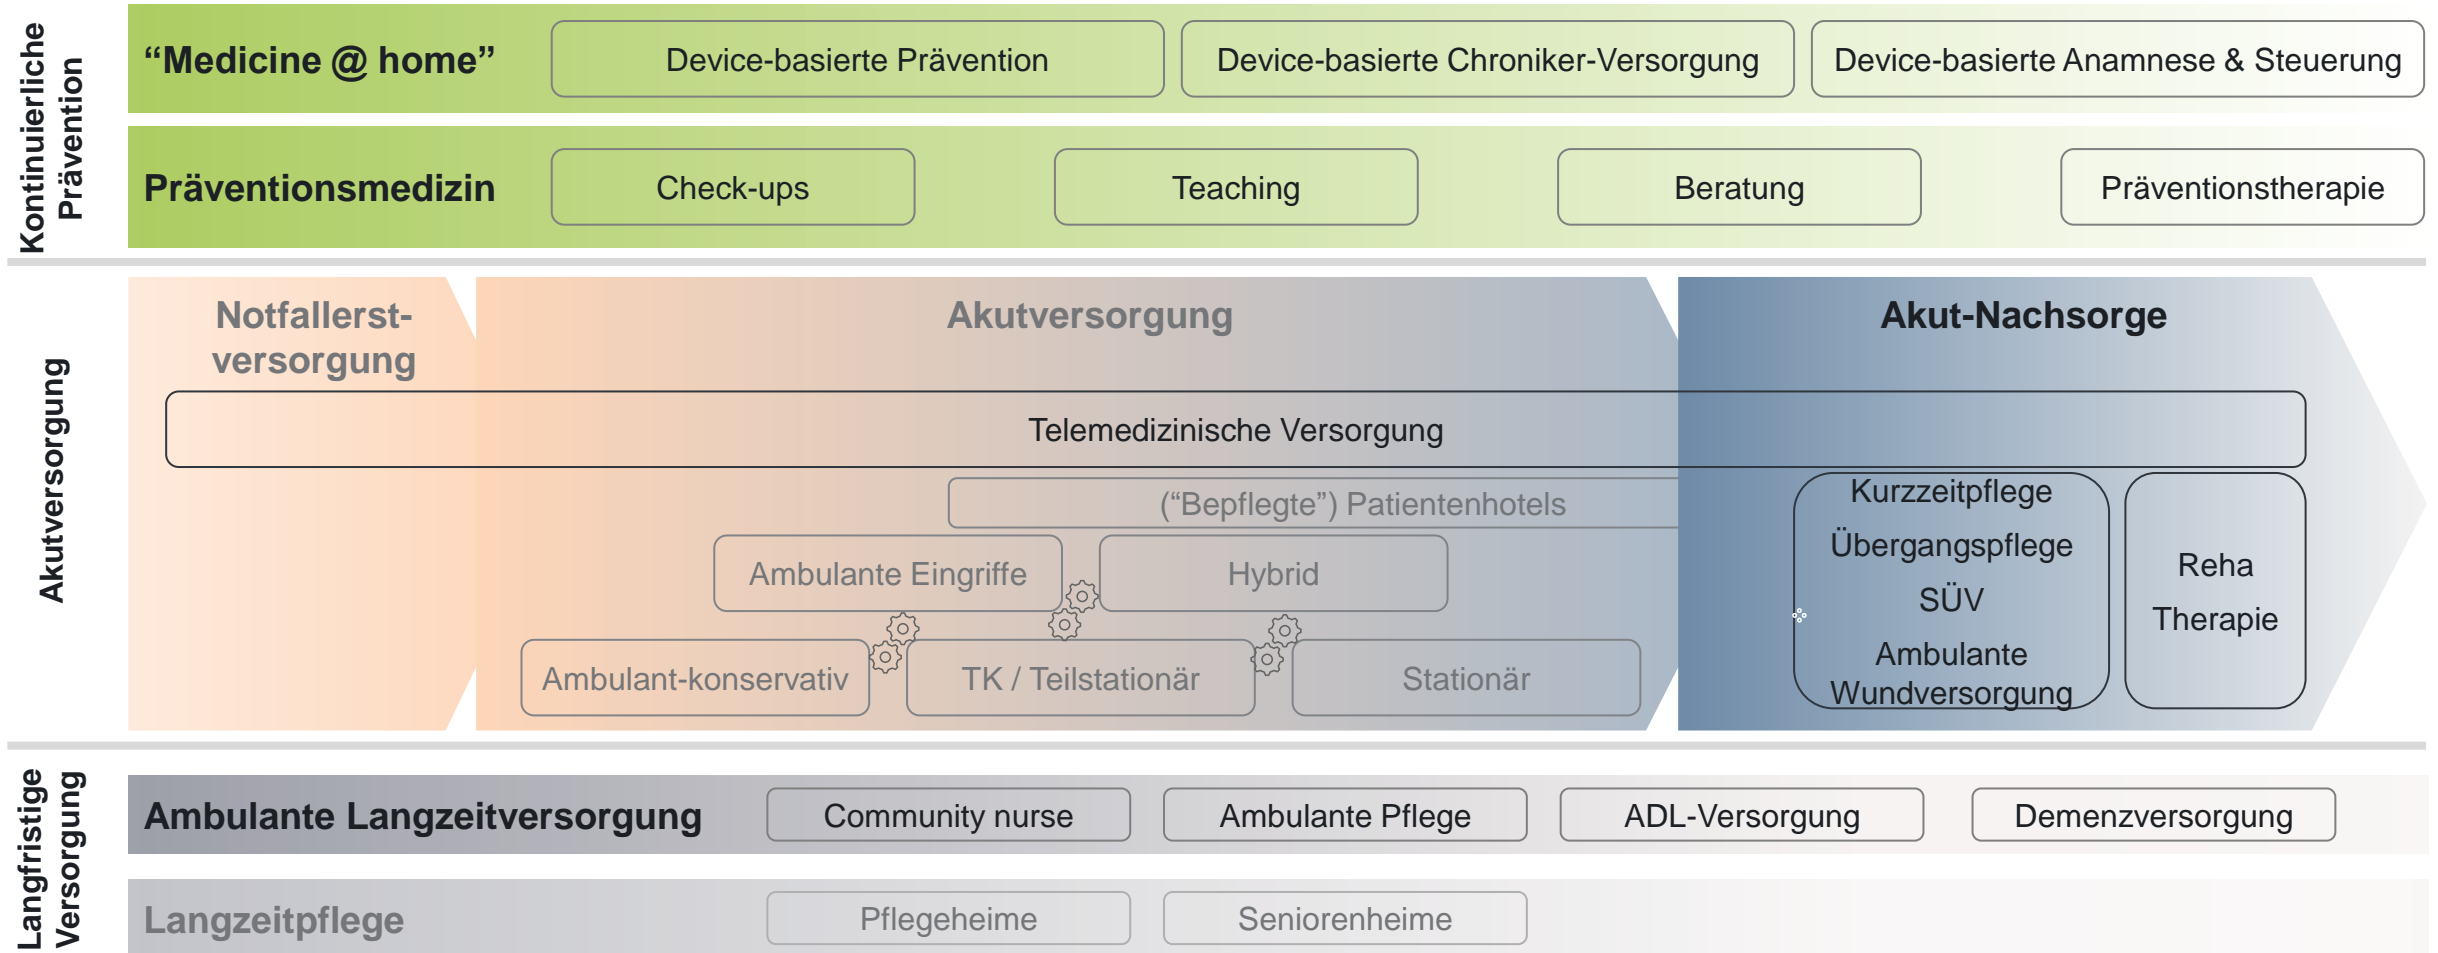 Kontinuierliche
Prävention
“Medicine @ home”
Device-basierte Prävention
Device-basierte Chroniker-Versorgung
Device-basierte Anamnese & Steuerung
Präventionsmedizin
Check-ups
Teaching
Beratung
Präventionstherapie
Akutversorgung
Notfallerst-
versorgung
Akutversorgung
Akut-Nachsorge
Telemedizinische Versorgung
(“Bepflegte”) Patientenhotels
Ambulante Eingriffe
Hybrid
Ambulant-konservativ
TK / Teilstationär
Stationär
Kurzzeitpflege
Übergangspflege
SÜV
Ambulante
Wundversorgung
Reha
Therapie
Langfristige
Versorgung
Ambulante Langzeitversorgung
Community nurse
Ambulante Pflege
ADL-Versorgung
Demenzversorgung
Langzeitpflege
Pflegeheime
Seniorenheime